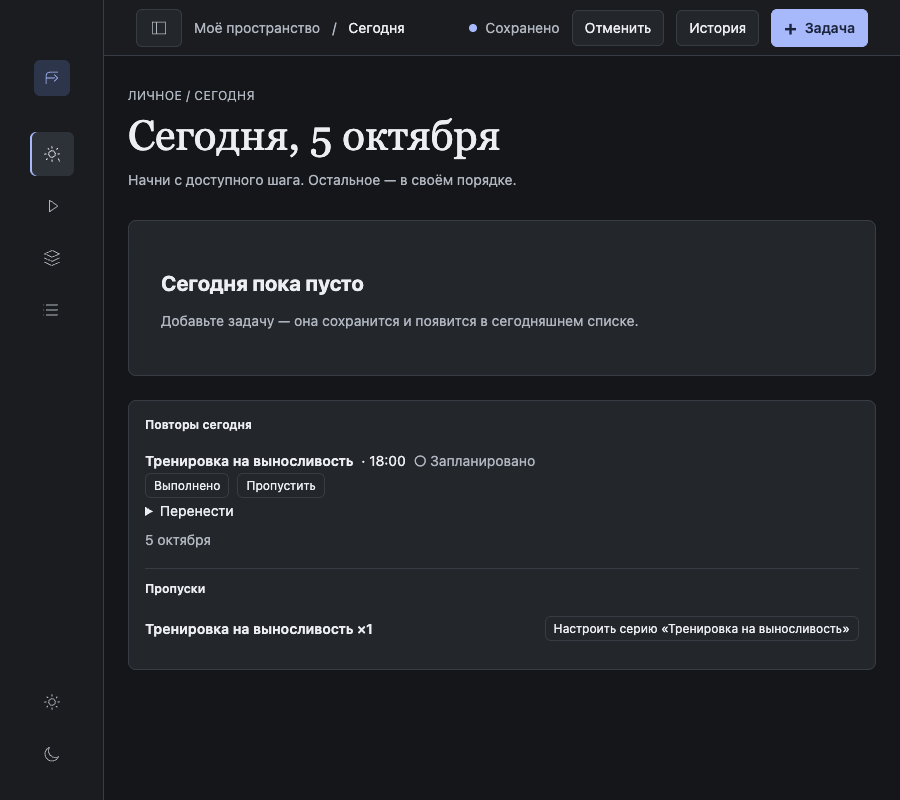 Моё пространство / Сегодня
Сохранено
Отменить
История
+ Задача
ЛИЧНОЕ / СЕГОДНЯ
Сегодня, 5 октября
Начни с доступного шага. Остальное — в своём порядке.
Сегодня пока пусто
Добавьте задачу — она сохранится и появится в сегодняшнем списке.
Повторы сегодня
Тренировка на выносливость · 18:00 Запланировано
Выполнено Пропустить
Перенести
5 октября
Пропуски
Тренировка на выносливость ×1
Настроить серию «Тренировка на выносливость»